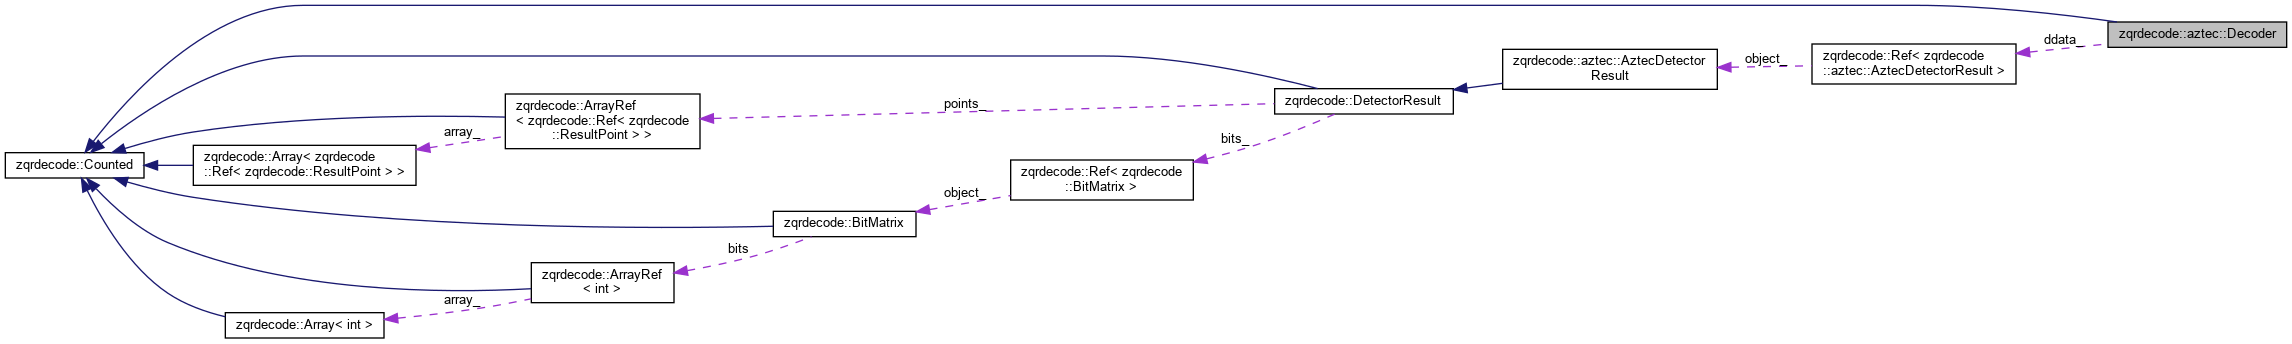 zqrdecode::aztec::Decoder
ddata_
zqrdecode::Ref< zqrdecode
::aztec::AztecDetectorResult >
object_
zqrdecode::aztec::AztecDetector
Result
zqrdecode::DetectorResult
points_
zqrdecode::ArrayRef
< zqrdecode::Ref< zqrdecode
::ResultPoint > >
array_
zqrdecode::Array< zqrdecode
::Ref< zqrdecode::ResultPoint > >
zqrdecode::Counted
bits_
zqrdecode::Ref< zqrdecode
::BitMatrix >
object_
zqrdecode::BitMatrix
bits
zqrdecode::ArrayRef
< int >
array_
zqrdecode::Array< int >